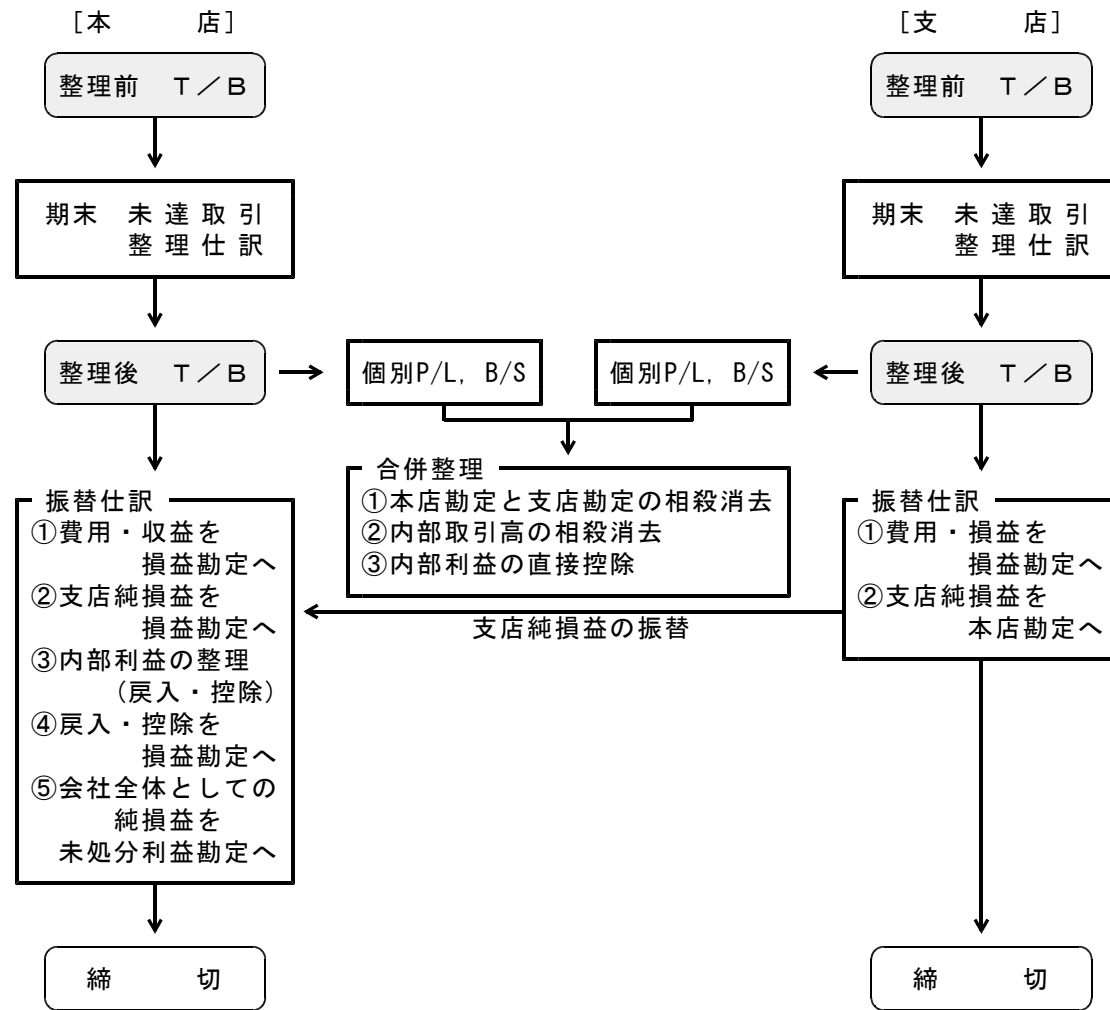 ［本　　店］
整理前　Ｔ／Ｂ
期末　未達取引
整理仕訳
整理後　Ｔ／Ｂ
振替仕訳
①費用・収益を
損益勘定へ
②支店純損益を
損益勘定へ
③内部利益の整理
（戻入・控除）
④戻入・控除を
損益勘定へ
⑤会社全体としての
純損益を
未処分利益勘定へ
締　　切
個別P/L, B/S
個別P/L, B/S
合併整理
①本店勘定と支店勘定の相殺消去
②内部取引高の相殺消去
③内部利益の直接控除
支店純損益の振替
［支　　店］
整理前　Ｔ／Ｂ
期末　未達取引
整理仕訳
整理後　Ｔ／Ｂ
振替仕訳
①費用・損益を
損益勘定へ
②支店純損益を
本店勘定へ
締　　切